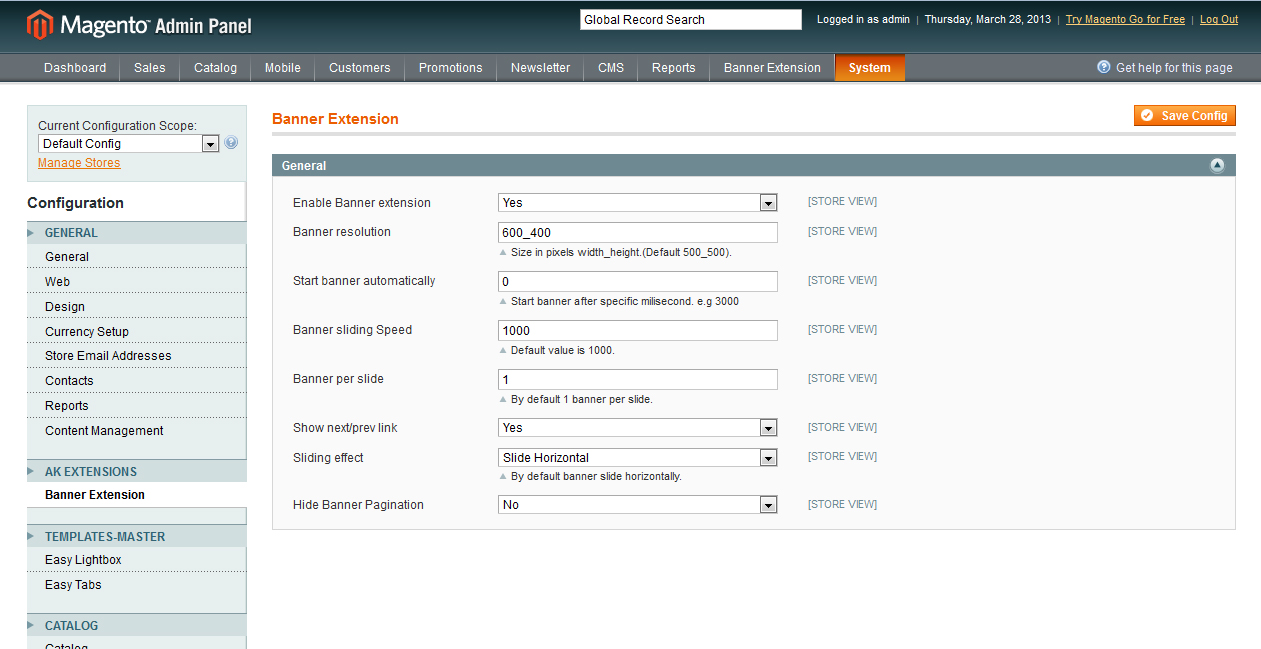 Magento™ Admin Panel
Global Record Search
Logged in as admin | Thursday, March 28, 2013 | Try Magento Go for Free | Log Out
Dashboard Sales Catalog Mobile Customers Promotions Newsletter CMS Reports Banner Extension System Get help for this page
Current Configuration Scope:
Default Config
Manage Stores
Configuration
GENERAL
General
Web
Design
Currency Setup
Store Email Addresses
Contacts
Reports
Content Management
AK EXTENSIONS
Banner Extension
TEMPLATES-MASTER
Easy Lightbox
Easy Tabs
CATALOG
Catalog
Banner Extension Save Config
General
Enable Banner extension Yes [STORE VIEW]
Banner resolution 600_400 [STORE VIEW]
Size in pixels width_height.(Default 500_500).
Start banner automatically 0 [STORE VIEW]
Start banner after specific milisecond. e.g 3000
Banner sliding Speed 1000 [STORE VIEW]
Default value is 1000.
Banner per slide 1 [STORE VIEW]
By default 1 banner per slide.
Show next/prev link Yes [STORE VIEW]
Sliding effect Slide Horizontal [STORE VIEW]
By default banner slide horizontally.
Hide Banner Pagination No [STORE VIEW]